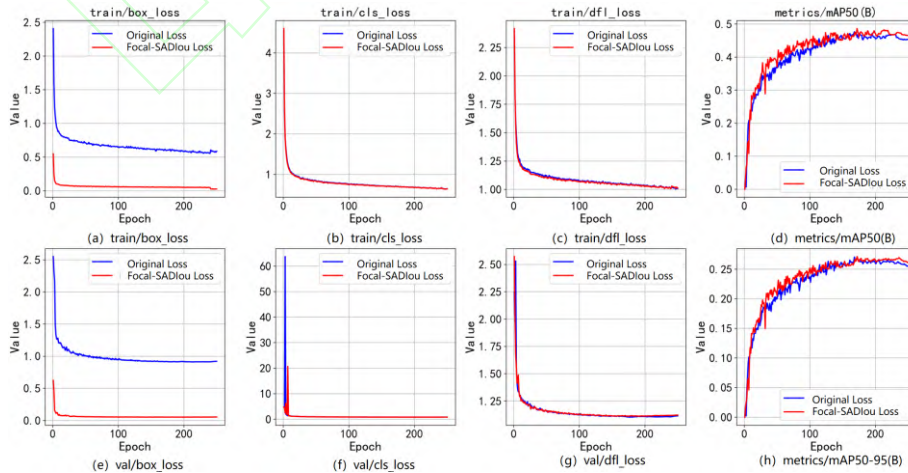 train/box_loss
2.5
2.0
1.5
1.0
0.5
0.0
Value
Original Loss
Focal-SADIou Loss
0
100
200
Epoch
(a) train/box_loss
train/cls_loss
4
3
2
1
Value
Original Loss
Focal-SADIou Loss
0
100
200
Epoch
(b) train/cls_loss
train/dfl_loss
2.25
2.00
1.75
1.50
1.25
1.00
Value
Original Loss
Focal-SADIou Loss
0
100
200
Epoch
(c) train/dfl_loss
metrics/mAP50(B)
0.5
0.4
0.3
0.2
0.1
0.0
Value
Original Loss
Focal-SADIou Loss
0
100
200
Epoch
(d) metrics/mAP50(B)
2.5
2.0
1.5
1.0
0.5
0.0
Value
Original Loss
Focal-SADIou Loss
0
100
200
Epoch
(e) val/box_loss
60
50
40
30
20
10
0
Value
Original Loss
Focal-SADIou Loss
0
100
200
Epoch
(f) val/cls_loss
2.50
2.25
2.00
1.75
1.50
1.25
Value
Original Loss
Focal-SADIou Loss
0
100
200
Epoch
(g) val/dfl_loss
0.25
0.20
0.15
0.10
0.05
0.00
Value
Original Loss
Focal-SADIou Loss
0
100
200
Epoch
(h) metrics/mAP50-95(B)